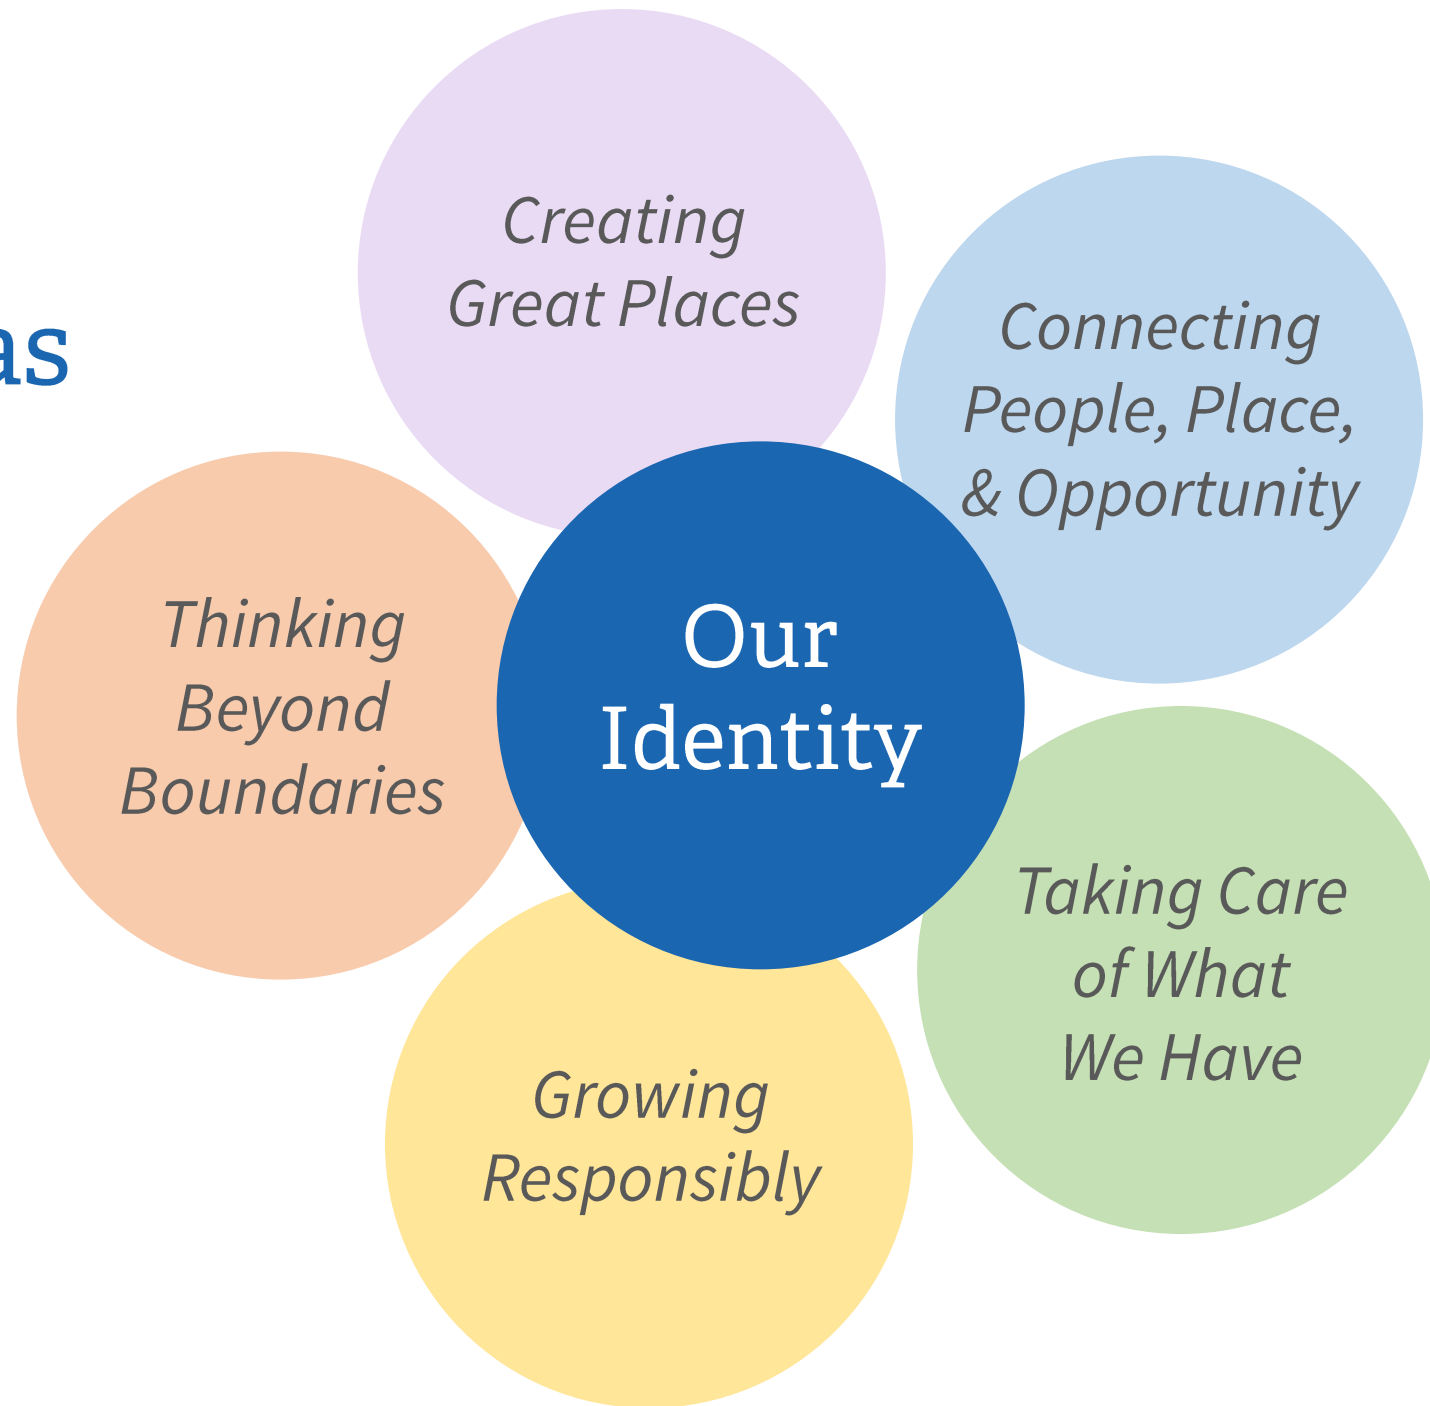 Creating
Great Places
Connecting
People, Place,
& Opportunity
as
Thinking
Beyond
Boundaries
Our
Identity
Taking Care
of What
We Have
Growing
Responsibly